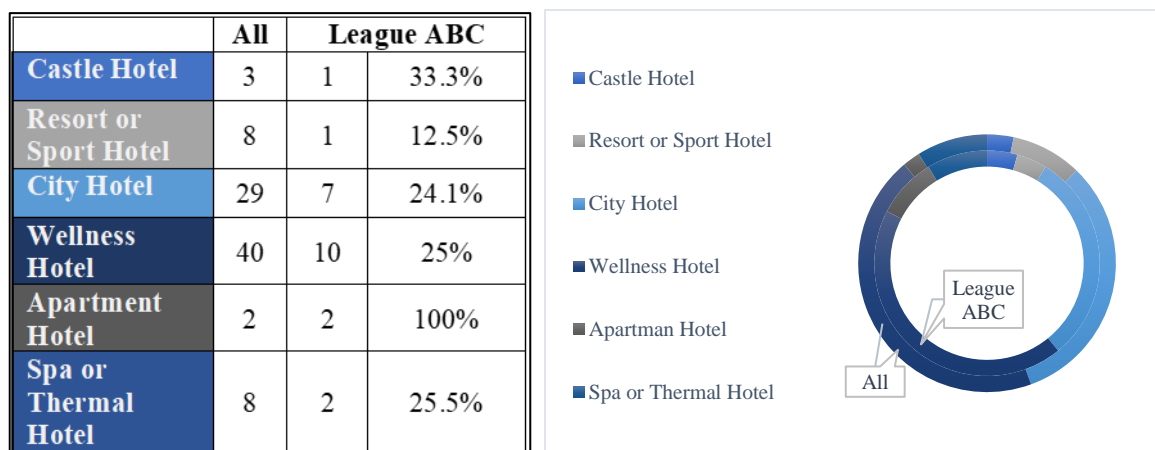 All League ABC
Castle Hotel 3 1 33.3%
Resort or
Sport Hotel 8 1 12.5%
City Hotel 29 7 24.1%
Wellness
Hotel 40 10 25%
Apartment
Hotel 2 2 100%
Spa or
Thermal
Hotel 8 2 25.5%
Castle Hotel
Resort or Sport Hotel
City Hotel
Wellness Hotel
Apartman Hotel
Spa or Thermal Hotel
League
ABC
All